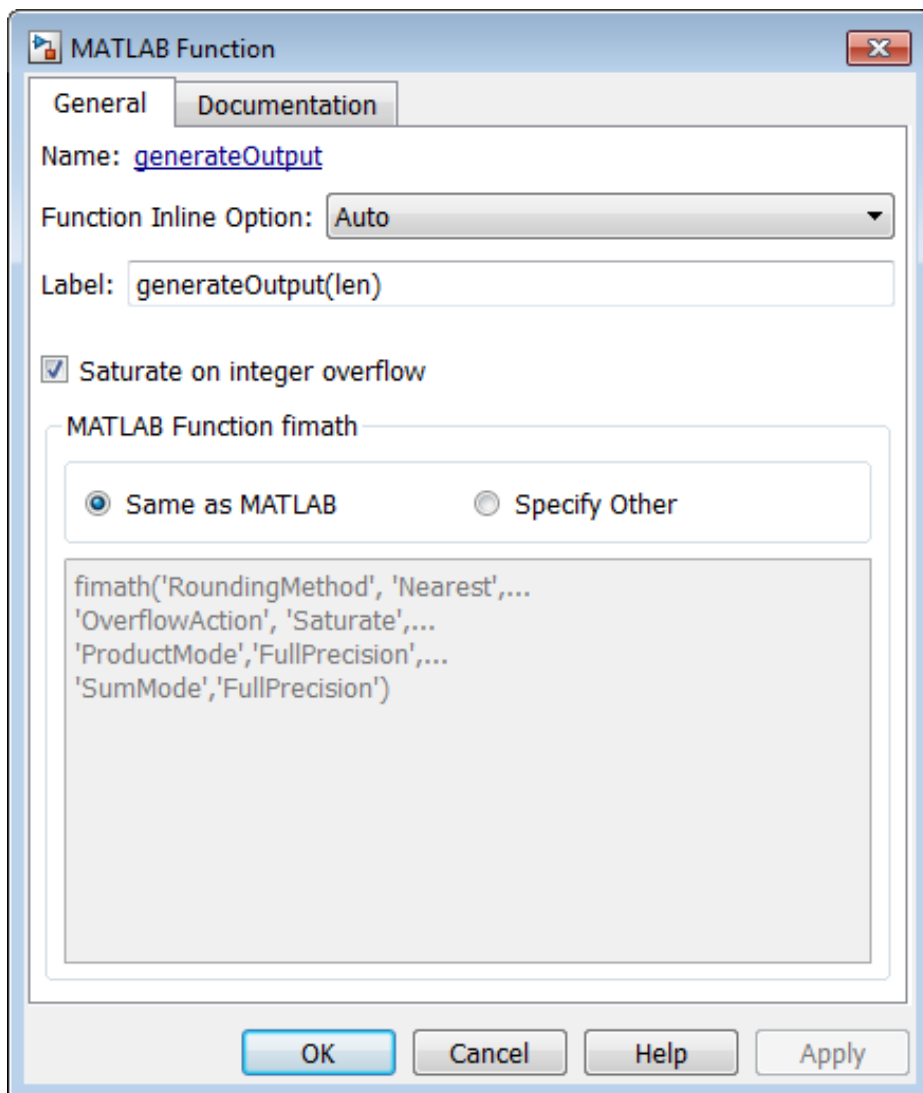 MATLAB Function
General Documentation
Name: generateOutput
Function Inline Option: Auto
Label: generateOutput(len)
Saturate on integer overflow
MATLAB Function fimath
Same as MATLAB Specify Other
fimath('RoundingMethod', 'Nearest',...
'OverflowAction', 'Saturate',...
'ProductMode','FullPrecision',...
'SumMode','FullPrecision')
OK Cancel Help Apply